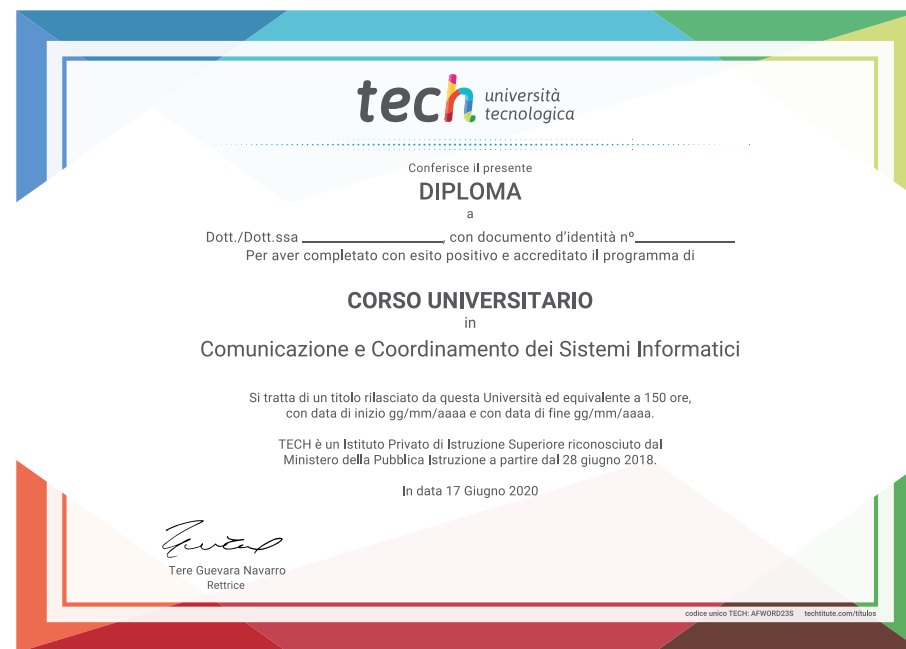 tech università
tecnologica
Conferisce il presente
DIPLOMA
a
Dott./Dott.ssa ____________________, con documento d'identità nº______________
Per aver completato con esito positivo e accreditato il programma di
CORSO UNIVERSITARIO
in
Comunicazione e Coordinamento dei Sistemi Informatici
Si tratta di un titolo rilasciato da questa Università ed equivalente a 150 ore,
con data di inizio gg/mm/aaaa e con data di fine gg/mm/aaaa.
TECH è un Istituto Privato di Istruzione Superiore riconosciuto dal
Ministero della Pubblica Istruzione a partire dal 28 giugno 2018.
In data 17 Giugno 2020
Tere Guevara Navarro
Rettrice
codice unico TECH: AFWORD23S techtitute.com/titulos